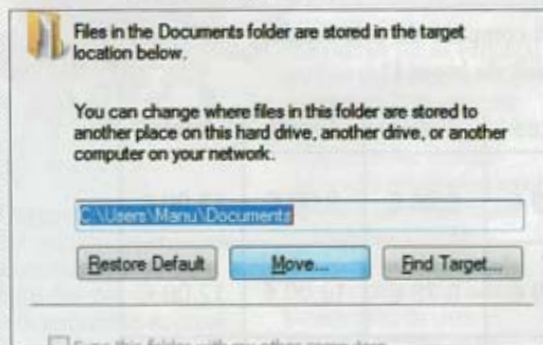 Files in the Documents folder are stored in the target
location below.
You can change where files in this folder are stored to
another place on this hard drive, another drive, or another
computer on your network.
C:\Users\Manu\Documents
Restore Default
Move...
Find Target...